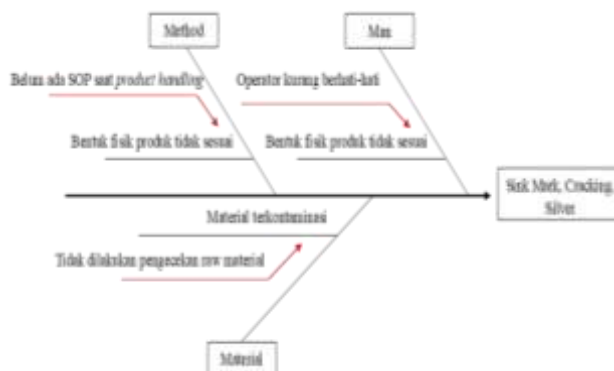 Method
Man
Belum ada SOP saat product handling
Operator kurang berhati-hati
Bentuk fisik produk tidak sesuai
Bentuk fisik produk tidak sesuai
Sink Mark, Cracking,
Silver
Material terkontaminasi
Tidak dilakukan pengecekan raw material
Material